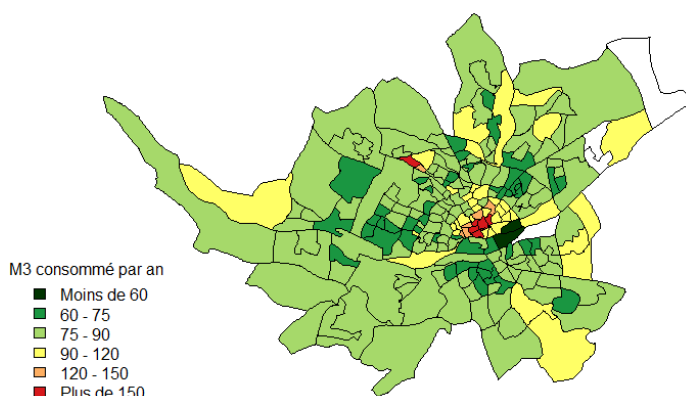 M3 consommé par an
Moins de 60
60 - 75
75 - 90
90 - 120
120 - 150
Plus de 150